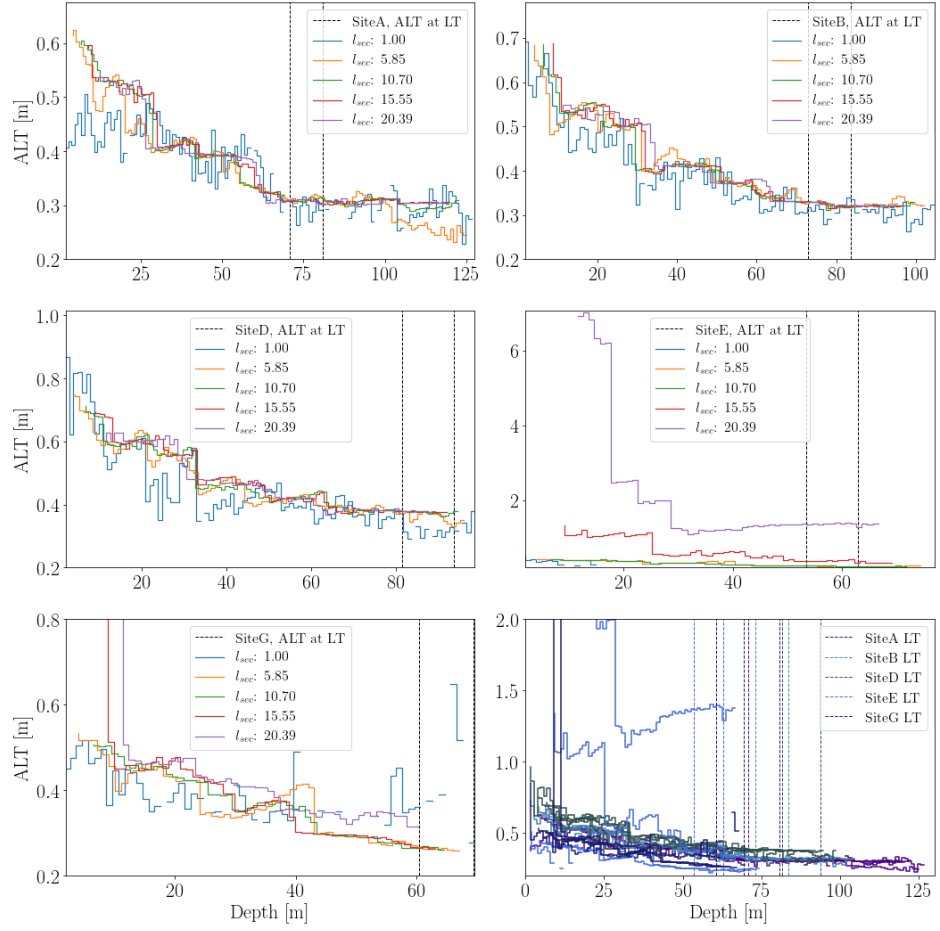 SiteA, ALT at LT
l_sec: 1.00
l_sec: 5.85
l_sec: 10.70
l_sec: 15.55
l_sec: 20.39
ALT [m]
0.6
0.5
0.4
0.3
0.2
25
50
75
100
125
SiteB, ALT at LT
l_sec: 1.00
l_sec: 5.85
l_sec: 10.70
l_sec: 15.55
l_sec: 20.39
0.7
0.6
0.5
0.4
0.3
0.2
20
40
60
80
100
SiteD, ALT at LT
l_sec: 1.00
l_sec: 5.85
l_sec: 10.70
l_sec: 15.55
l_sec: 20.39
ALT [m]
1.0
0.8
0.6
0.4
0.2
20
40
60
80
SiteE, ALT at LT
l_sec: 1.00
l_sec: 5.85
l_sec: 10.70
l_sec: 15.55
l_sec: 20.39
6
4
2
20
40
60
SiteG, ALT at LT
l_sec: 1.00
l_sec: 5.85
l_sec: 10.70
l_sec: 15.55
l_sec: 20.39
ALT [m]
0.8
0.6
0.4
0.2
20
40
60
Depth [m]
SiteA LT
SiteB LT
SiteD LT
SiteE LT
SiteG LT
2.0
1.5
1.0
0.5
0
25
50
75
100
125
Depth [m]